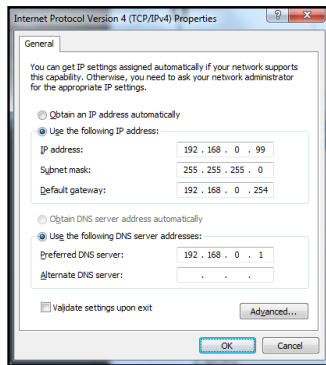 Internet Protocol Version 4 (TCP/IPv4) Properties
General
You can get IP settings assigned automatically if your network supports
this capability. Otherwise, you need to ask your network administrator
for the appropriate IP settings.
Obtain an IP address automatically
Use the following IP address:
IP address: 192 . 168 . 0 . 99
Subnet mask: 255 . 255 . 255 . 0
Default gateway: 192 . 168 . 0 . 254
Obtain DNS server address automatically
Use the following DNS server addresses:
Preferred DNS server: 192 . 168 . 0 . 1
Alternate DNS server: . . .
Validate settings upon exit
Advanced...
OK Cancel